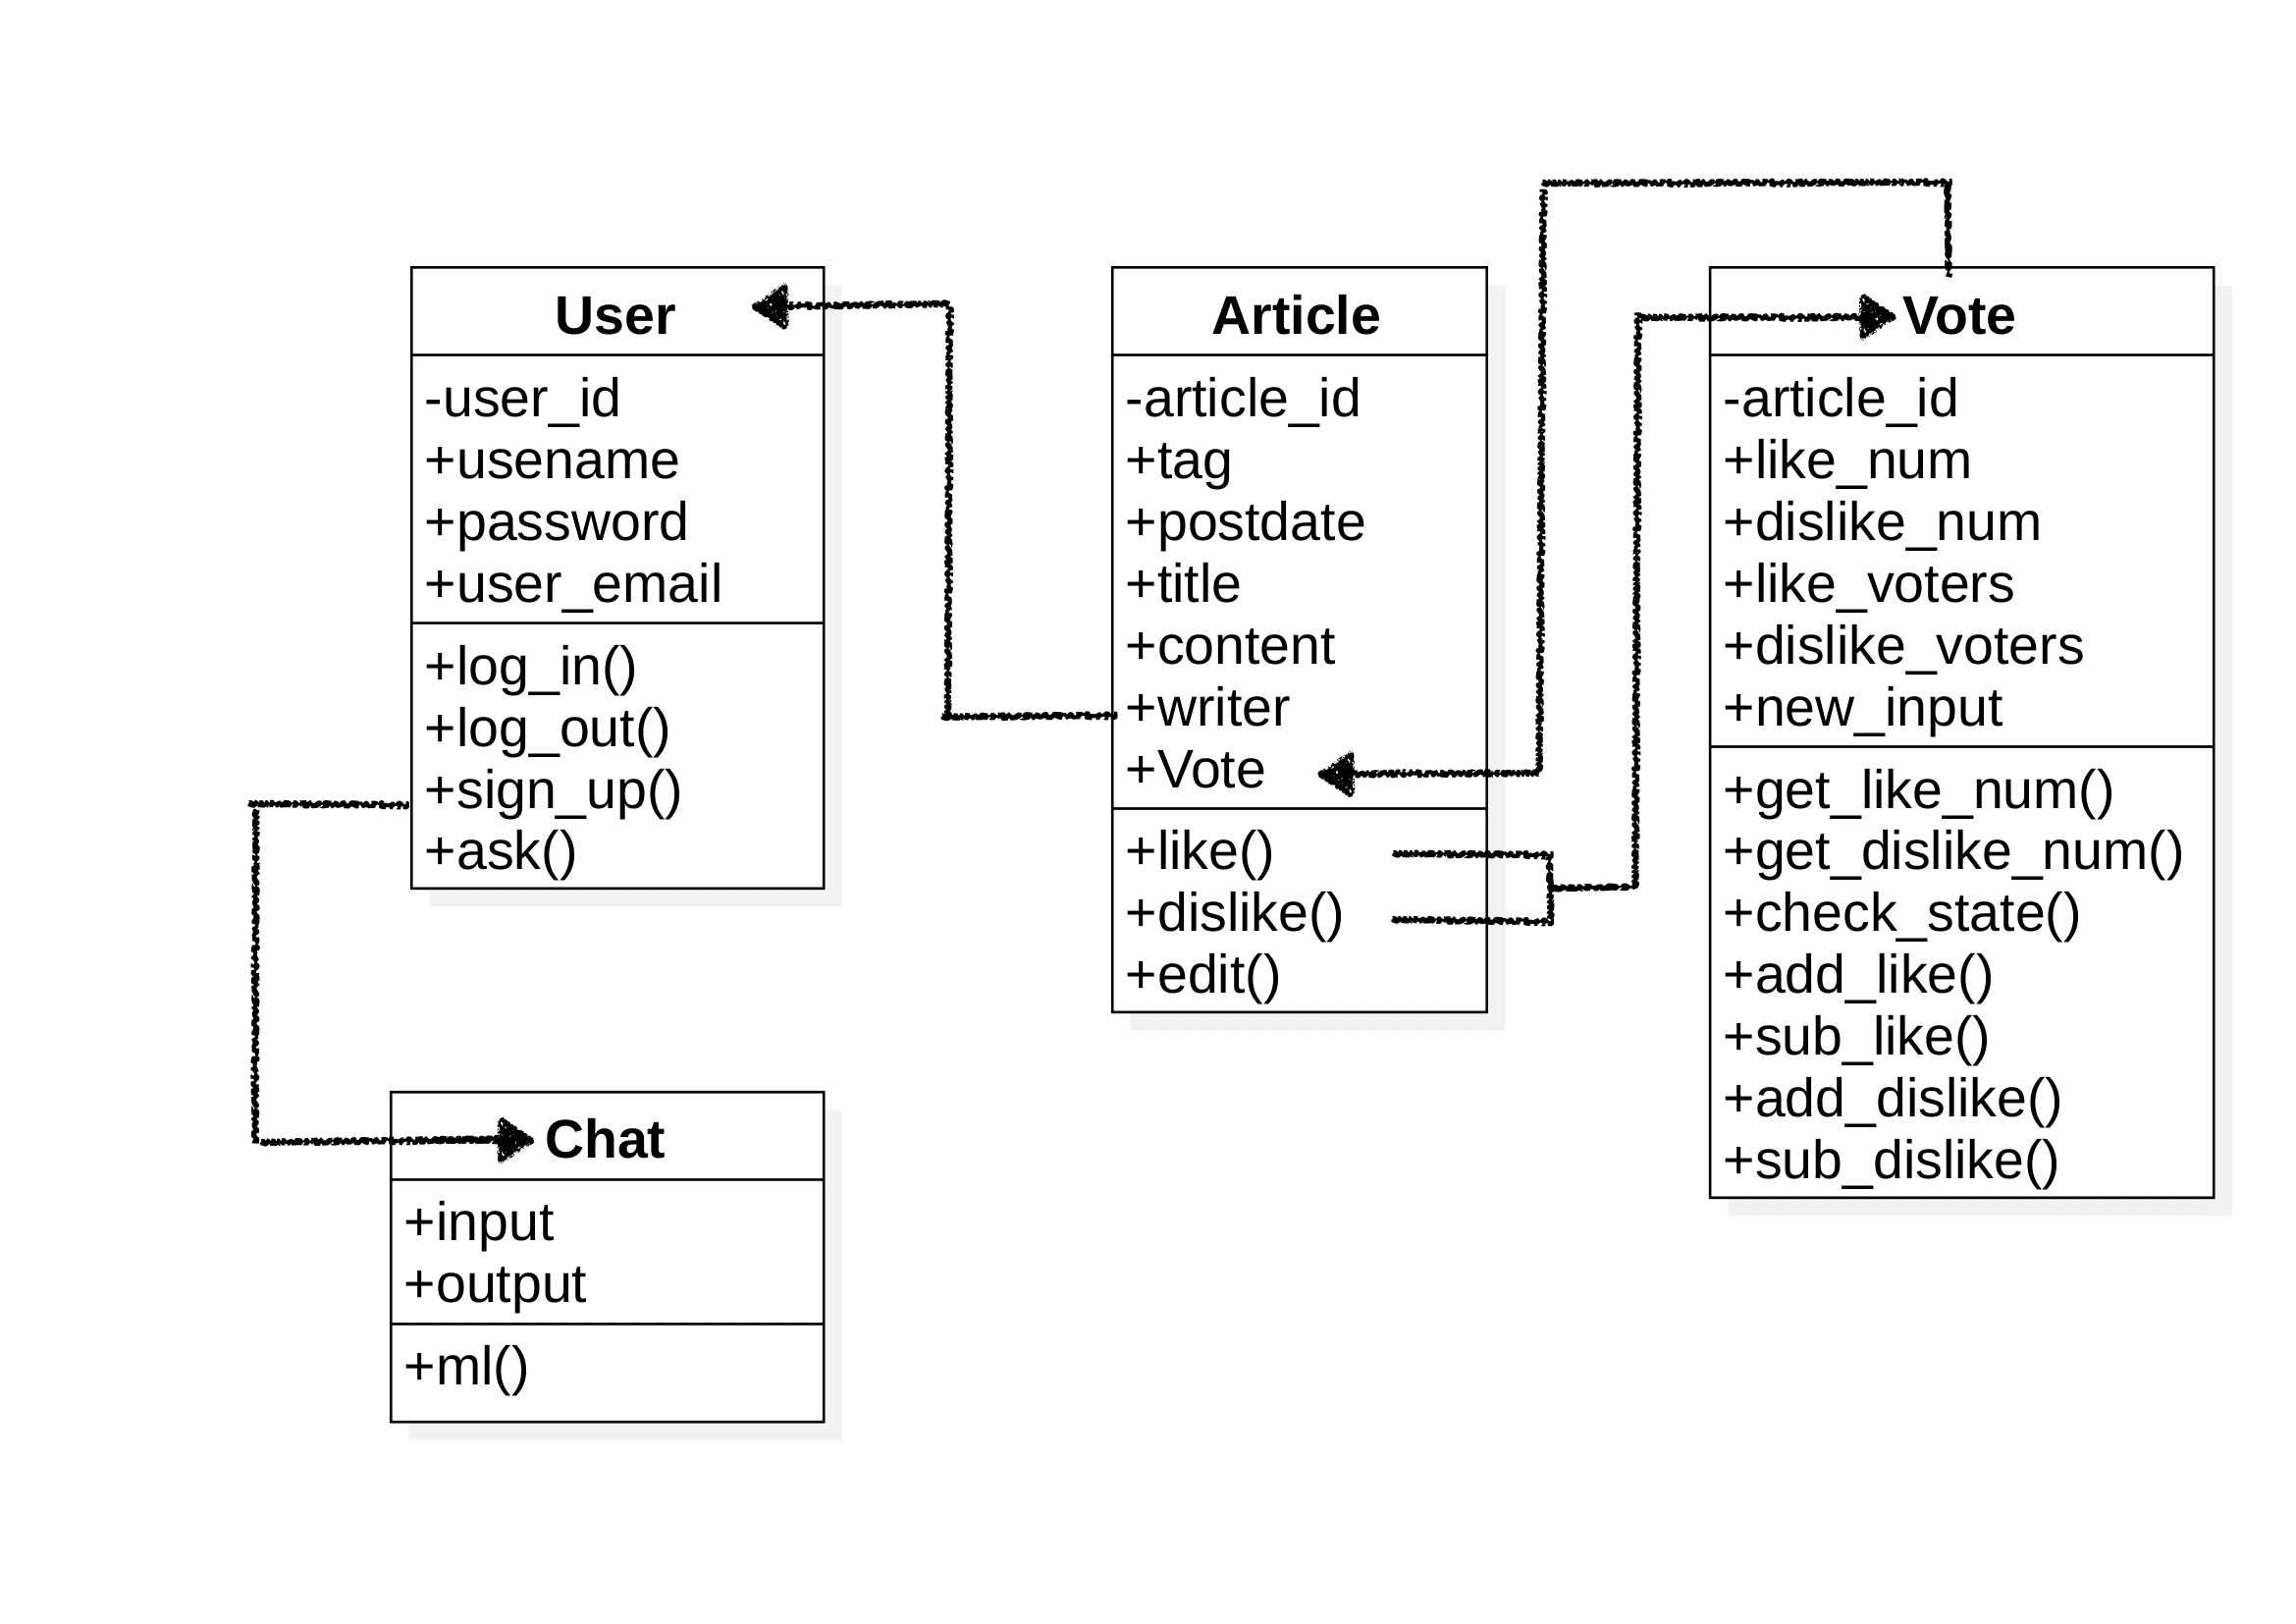 User
-user_id
+usename
+password
+user_email
+log_in()
+log_out()
+sign_up()
+ask()
Article
-article_id
+tag
+postdate
+title
+content
+writer
+Vote
+like()
+dislike()
+edit()
Vote
-article_id
+like_num
+dislike_num
+like_voters
+dislike_voters
+new_input
+get_like_num()
+get_dislike_num()
+check_state()
+add_like()
+sub_like()
+add_dislike()
+sub_dislike()
Chat
+input
+output
+ml()